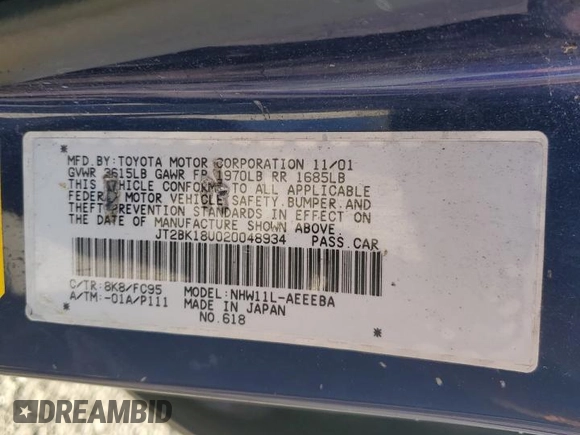 MFD.BY:TOYOTA MOTOR CORPORATION 11/01
GVWR 3615LB GAWR FR 1970LB RR 1685LB
THIS VEHICLE CONFORMS TO ALL APPLICABLE
FEDERAL MOTOR VEHICLE SAFETY, BUMPER, AND
THEFT PREVENTION STANDARDS IN EFFECT ON
THE DATE OF MANUFACTURE SHOWN ABOVE.
JT2BK18U020048934 PASS.CAR
C/TR:8K8/FC95 MODEL:NHW11L-AEEEBA
A/TM:-01A/P111 MADE IN JAPAN
NO.618
DREAMBID